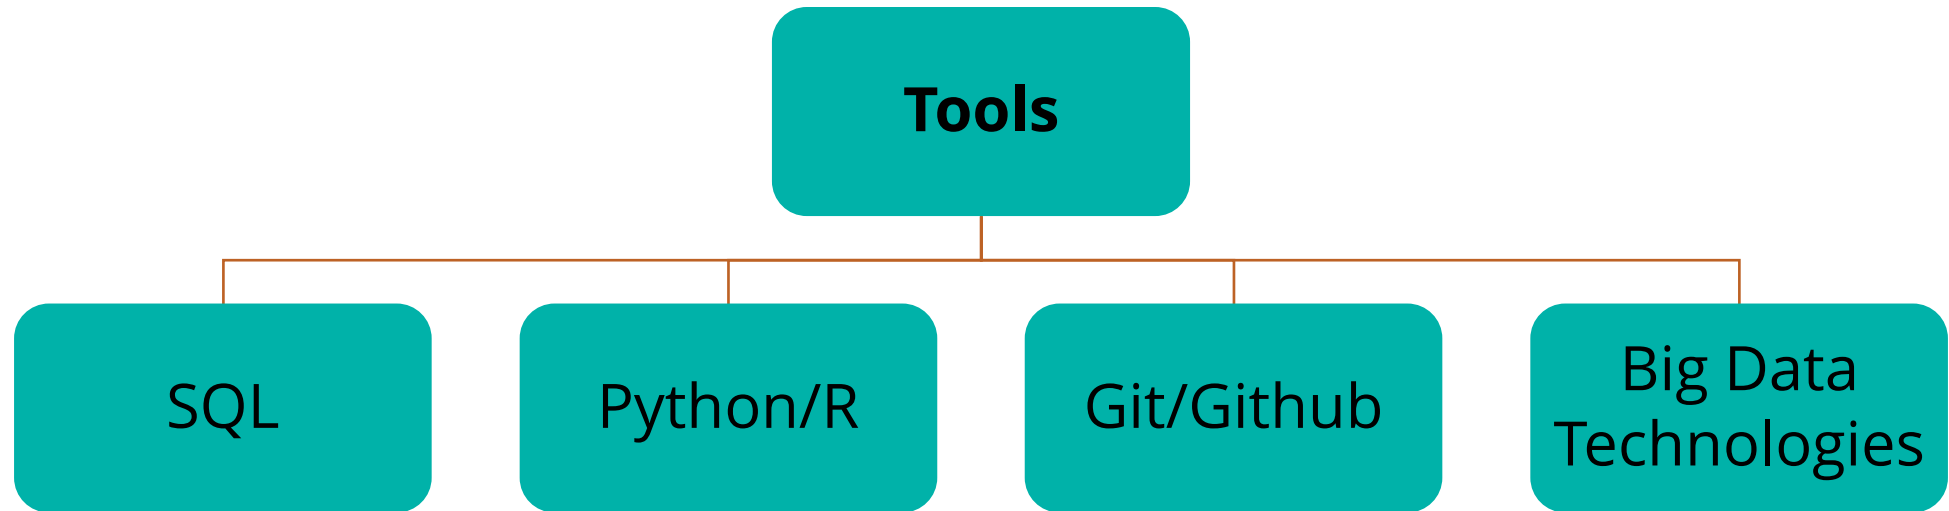 Tools
SQL
Python/R
Git/Github
Big Data
Technologies